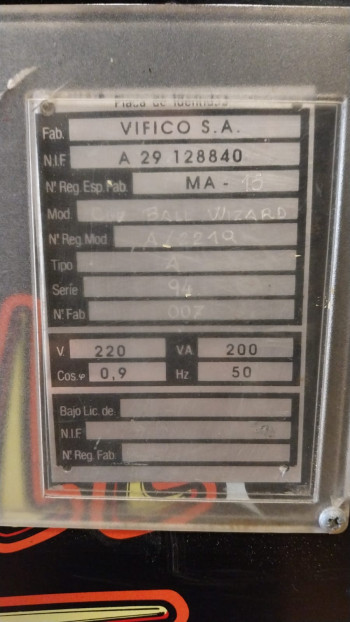 Placa de Identidad
Fab. VIFICO S.A.
N.I.F. A 29 128840
Nº Reg. Esp. Fab. MA - 15
Mod. BALL WIZARD
Nº Reg. Mod
Tipo A
Serie 94
Nº Fab 007
V. 220 V.A. 200
Cos.φ 0,9 Hz. 50
Bajo Lic. de
N.I.F.
Nº Reg. Fab.